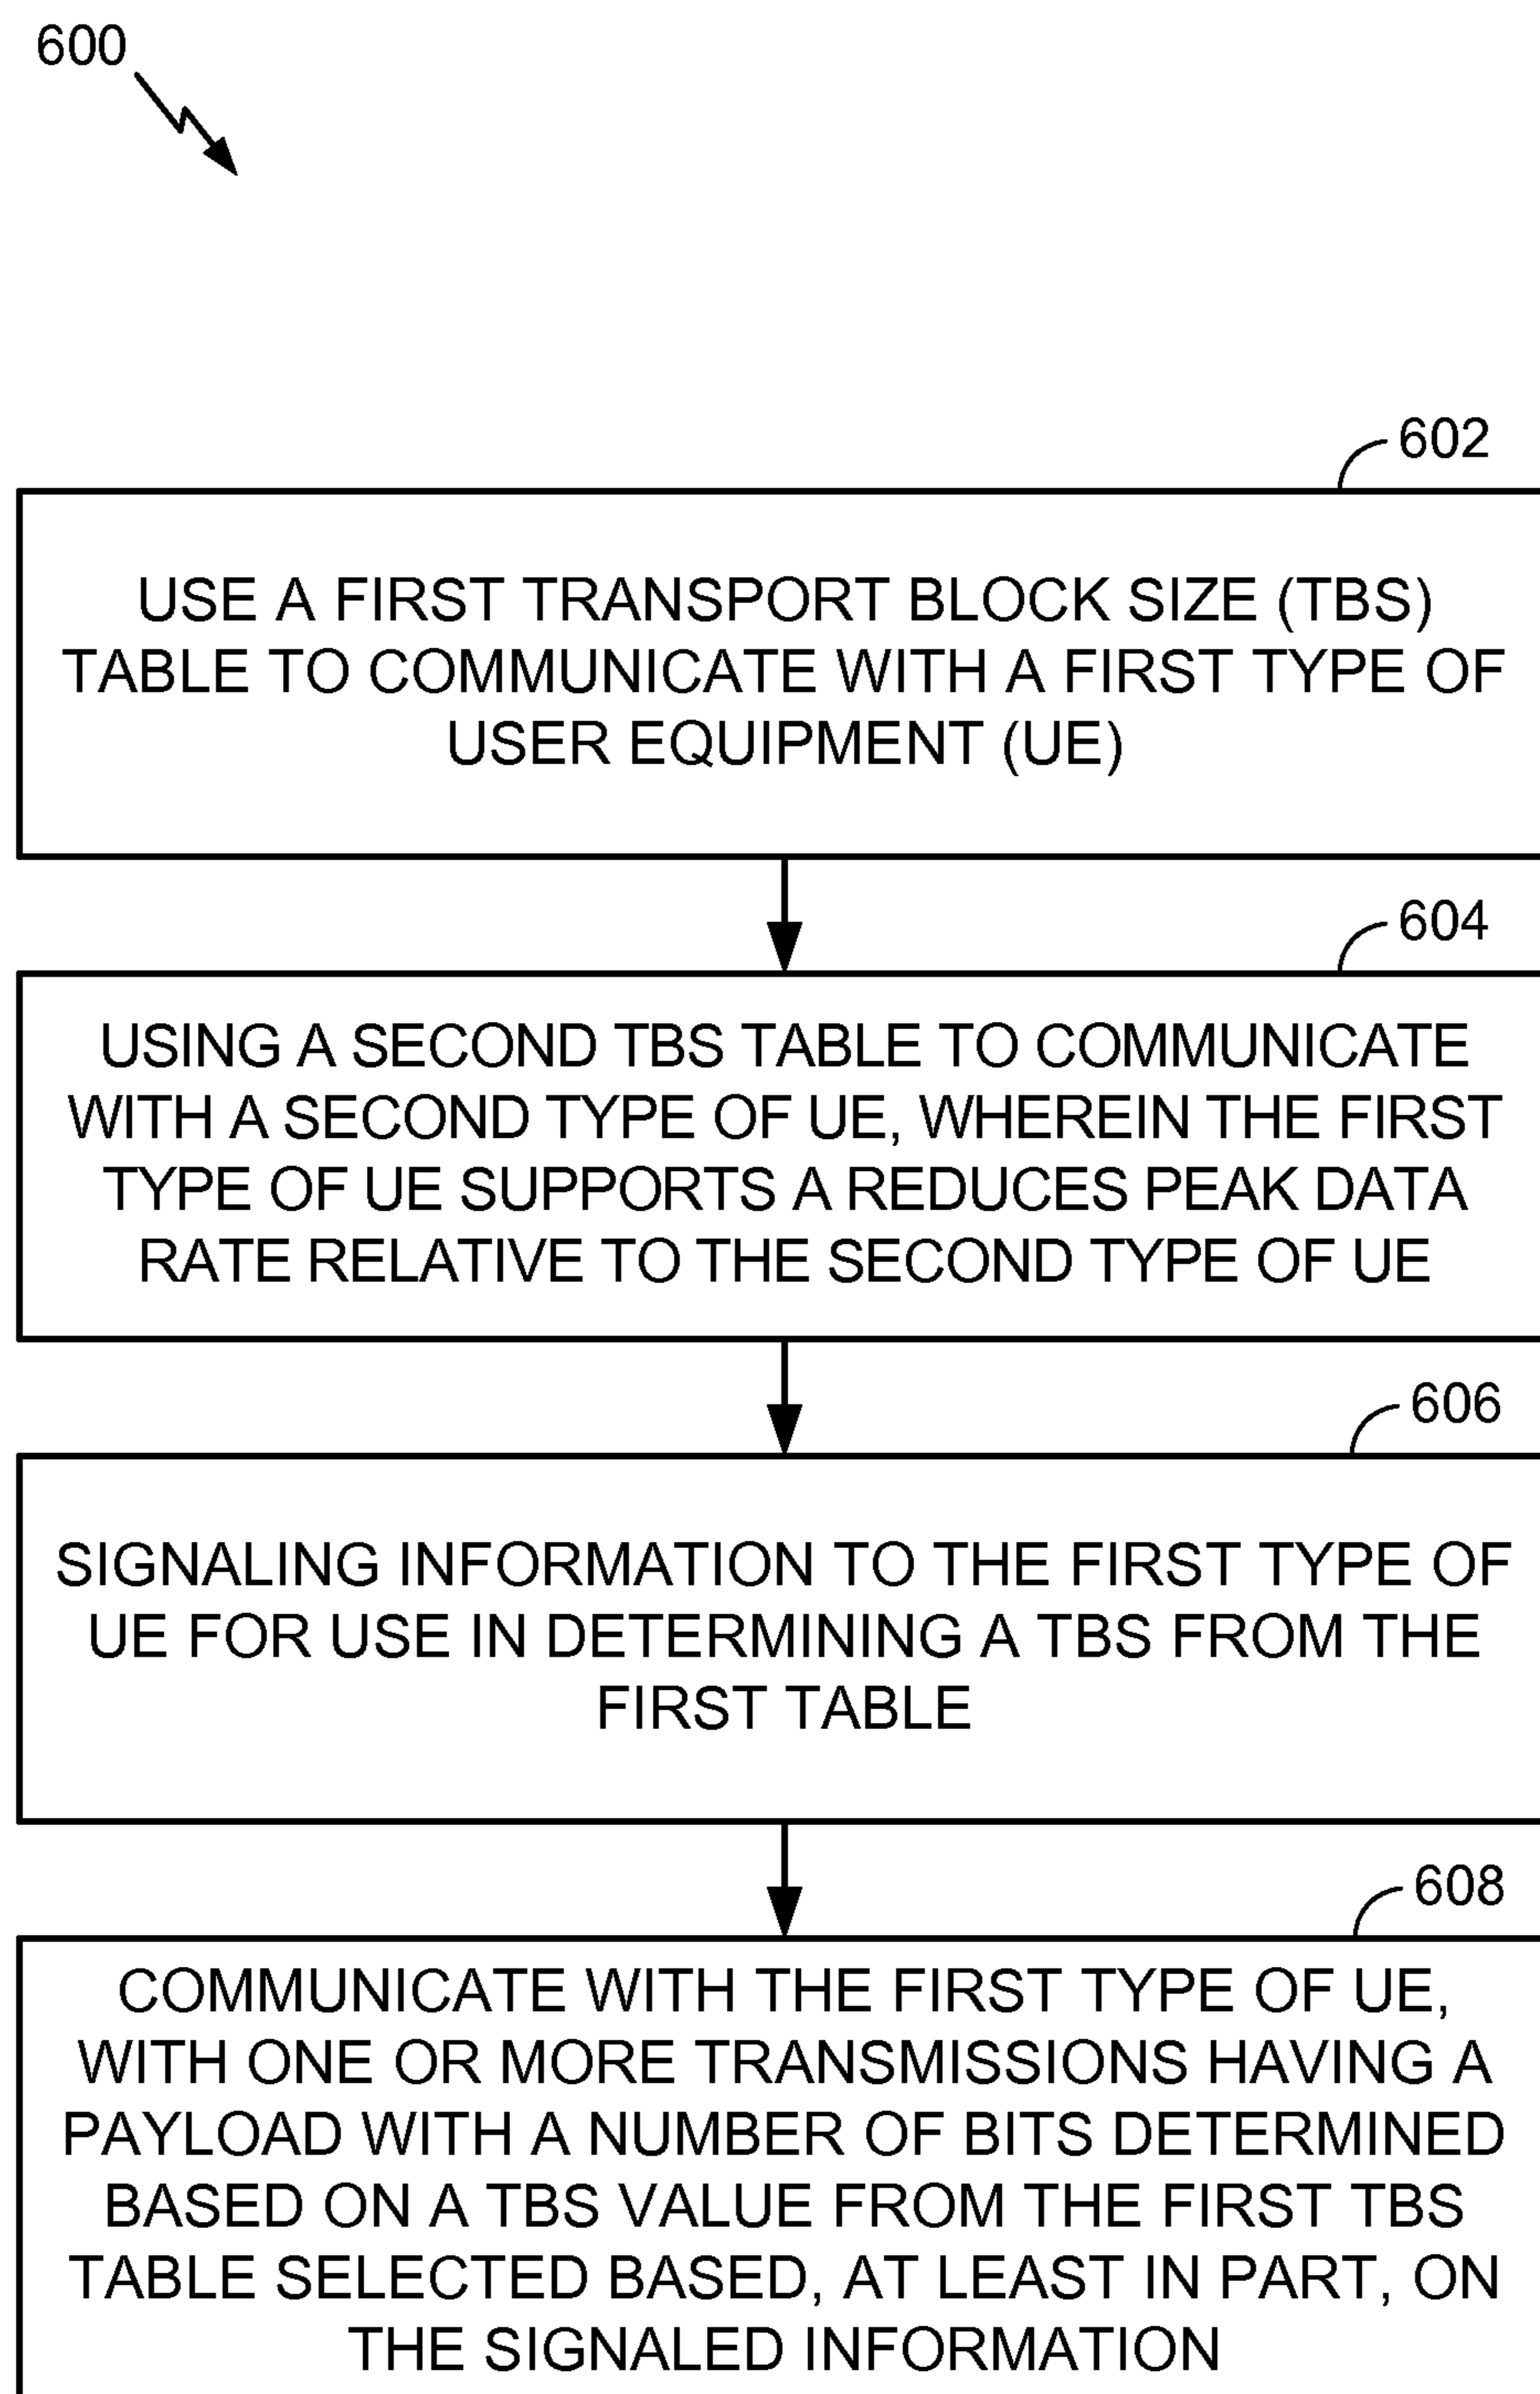 600
602
USE A FIRST TRANSPORT BLOCK SIZE (TBS)
TABLE TO COMMUNICATE WITH A FIRST TYPE OF
USER EQUIPMENT (UE)
604
USING A SECOND TBS TABLE TO COMMUNICATE
WITH A SECOND TYPE OF UE, WHEREIN THE FIRST
TYPE OF UE SUPPORTS A REDUCES PEAK DATA
RATE RELATIVE TO THE SECOND TYPE OF UE
606
SIGNALING INFORMATION TO THE FIRST TYPE OF
UE FOR USE IN DETERMINING A TBS FROM THE
FIRST TABLE
608
COMMUNICATE WITH THE FIRST TYPE OF UE,
WITH ONE OR MORE TRANSMISSIONS HAVING A
PAYLOAD WITH A NUMBER OF BITS DETERMINED
BASED ON A TBS VALUE FROM THE FIRST TBS
TABLE SELECTED BASED, AT LEAST IN PART, ON
THE SIGNALED INFORMATION